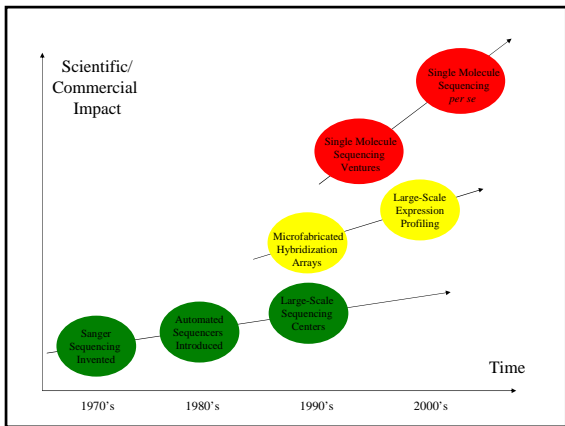 Scientific/
Commercial
Impact
Single Molecule
Sequencing
per se
Single Molecule
Sequencing
Ventures
Large-Scale
Expression
Profiling
Microfabricated
Hybridization
Arrays
Large-Scale
Sequencing
Centers
Automated
Sequencers
Introduced
Sanger
Sequencing
Invented
Time
1970's
1980's
1990's
2000's